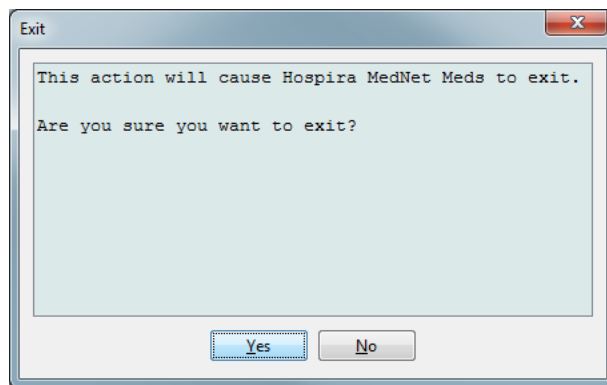 Exit
This action will cause Hospira MedNet Meds to exit.
Are you sure you want to exit?
Yes No